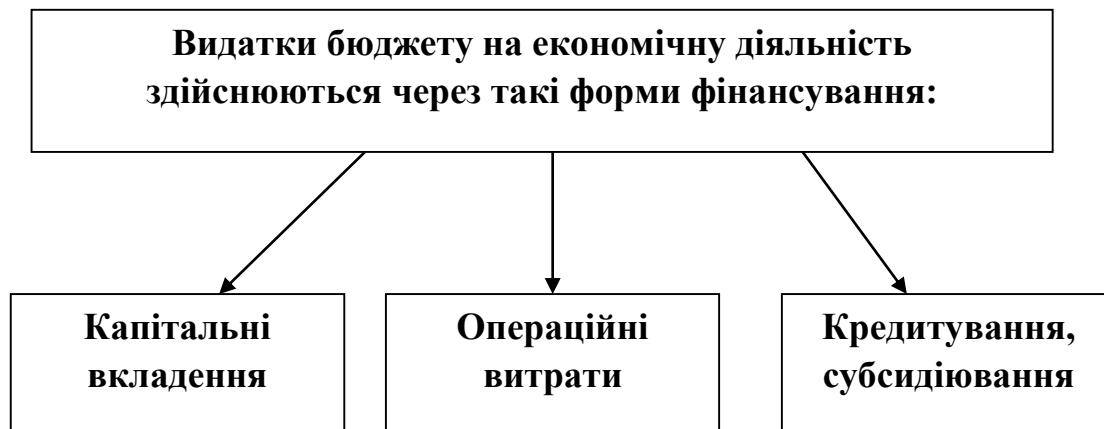 Видатки бюджету на економічну діяльність
здійснюються через такі форми фінансування:
Капітальні
вкладення
Операційні
витрати
Кредитування,
субсидіювання